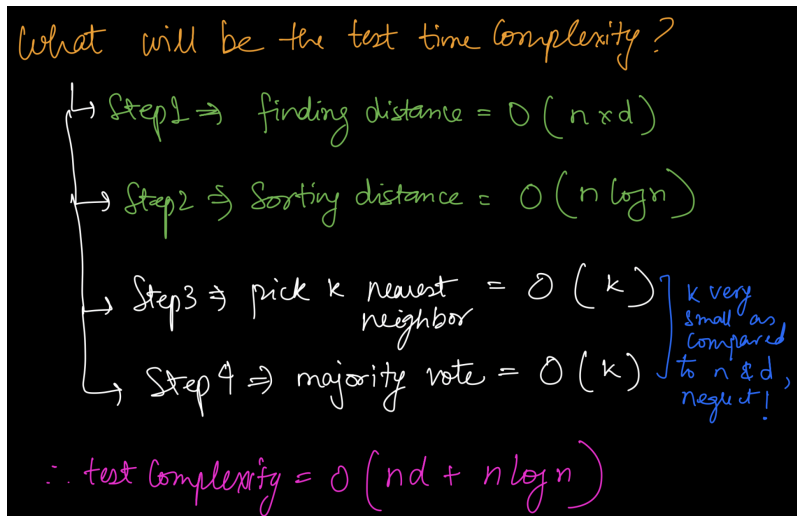 What will be the test time Complexity?
Step1 ⇒ finding distance = O(n×d)
Step2 ⇒ Sorting distance = O(n log n)
Step3 ⇒ pick k nearest neighbor = O(k)
Step4 ⇒ majority vote = O(k)
k very
small as
compared
to n & d,
neglect!
∴ test Complexity = O(nd + n log n)